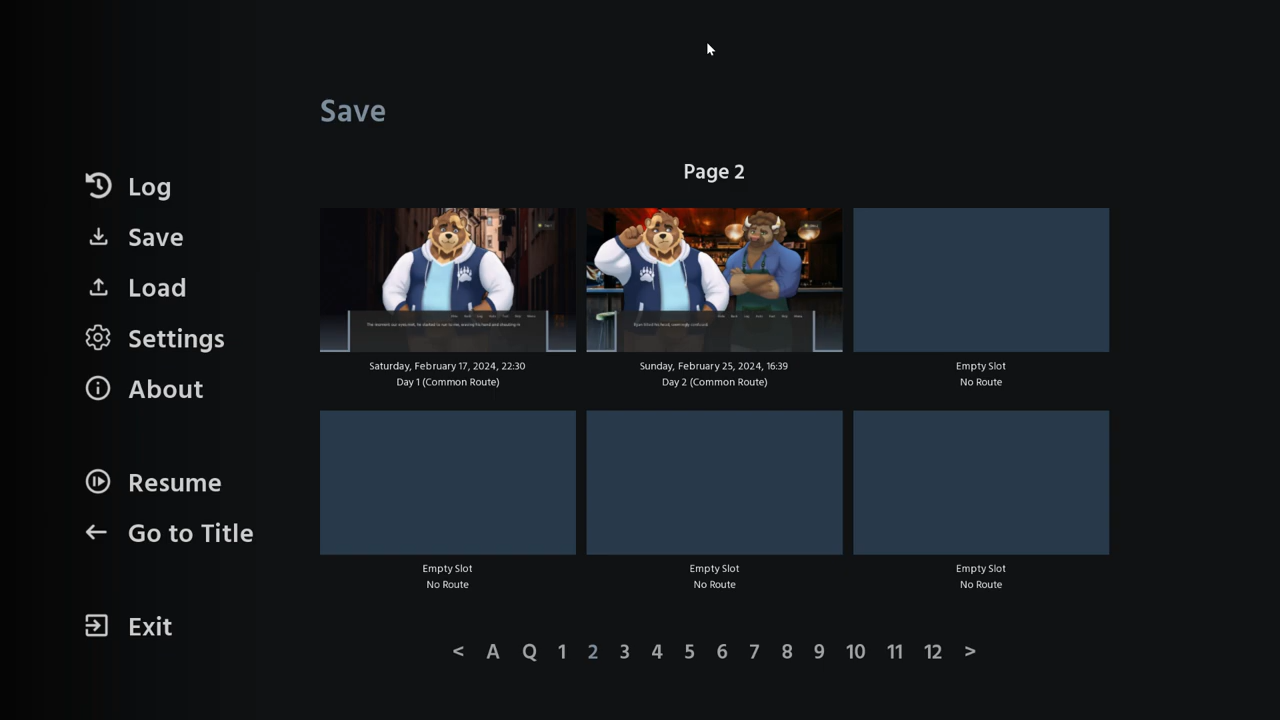 Save
Page 2
Log
Save
Load
Settings
About
Resume
Go to Title
Exit
Saturday, February 17, 2024, 22:30
Day 1 (Common Route)
Sunday, February 25, 2024, 16:39
Day 2 (Common Route)
Empty Slot
No Route
Empty Slot
No Route
Empty Slot
No Route
Empty Slot
No Route
< A Q 1 2 3 4 5 6 7 8 9 10 11 12 >